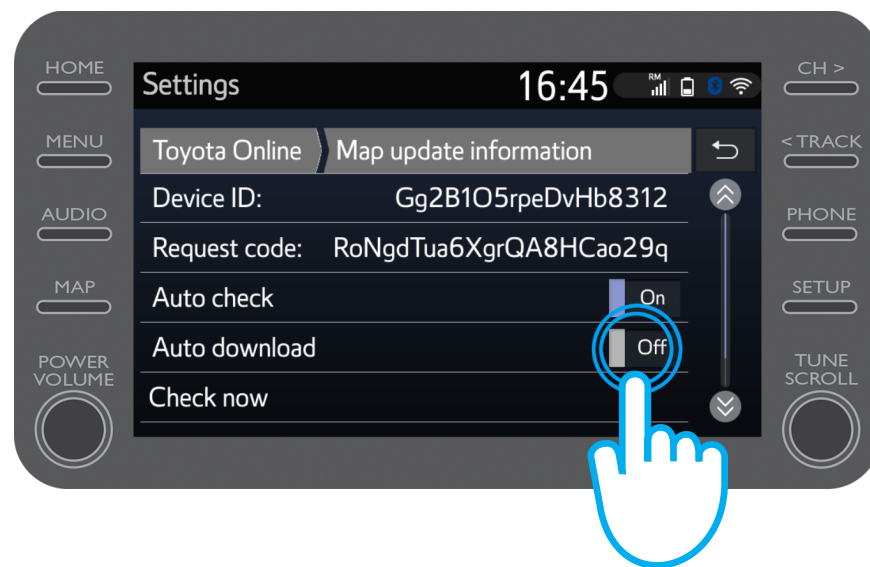 HOME
MENU
AUDIO
MAP
POWER
VOLUME
Settings 16:45 RM
Toyota Online Map update information
Device ID: Gg2B1O5rpeDvHb8312
Request code: RoNgdTua6XgrQA8HCao29q
Auto check On
Auto download Off
Check now
CH >
< TRACK
PHONE
SETUP
TUNE
SCROLL